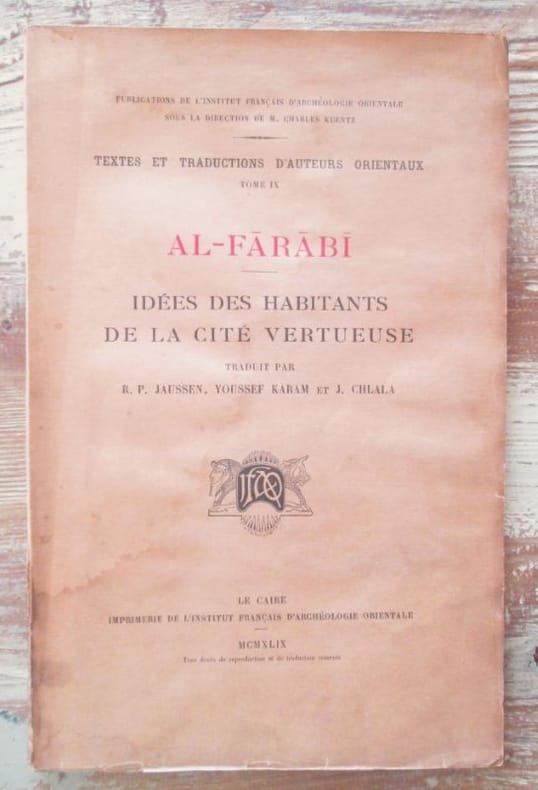 PUBLICATIONS DE L'INSTITUT FRANÇAIS D'ARCHÉOLOGIE ORIENTALE
SOUS LA DIRECTION DE M. CHARLES KUENTZ
TEXTES ET TRADUCTIONS D'AUTEURS ORIENTAUX
TOME IX
AL-FĀRĀBĪ
IDÉES DES HABITANTS
DE LA CITÉ VERTUEUSE
TRADUIT PAR
R. P. JAUSSEN, YOUSSEF KARAM ET J. CHLALA
IFAO
LE CAIRE
IMPRIMERIE DE L'INSTITUT FRANÇAIS D'ARCHÉOLOGIE ORIENTALE
MCMXLIX
Tous droits de reproduction et de traduction réservés